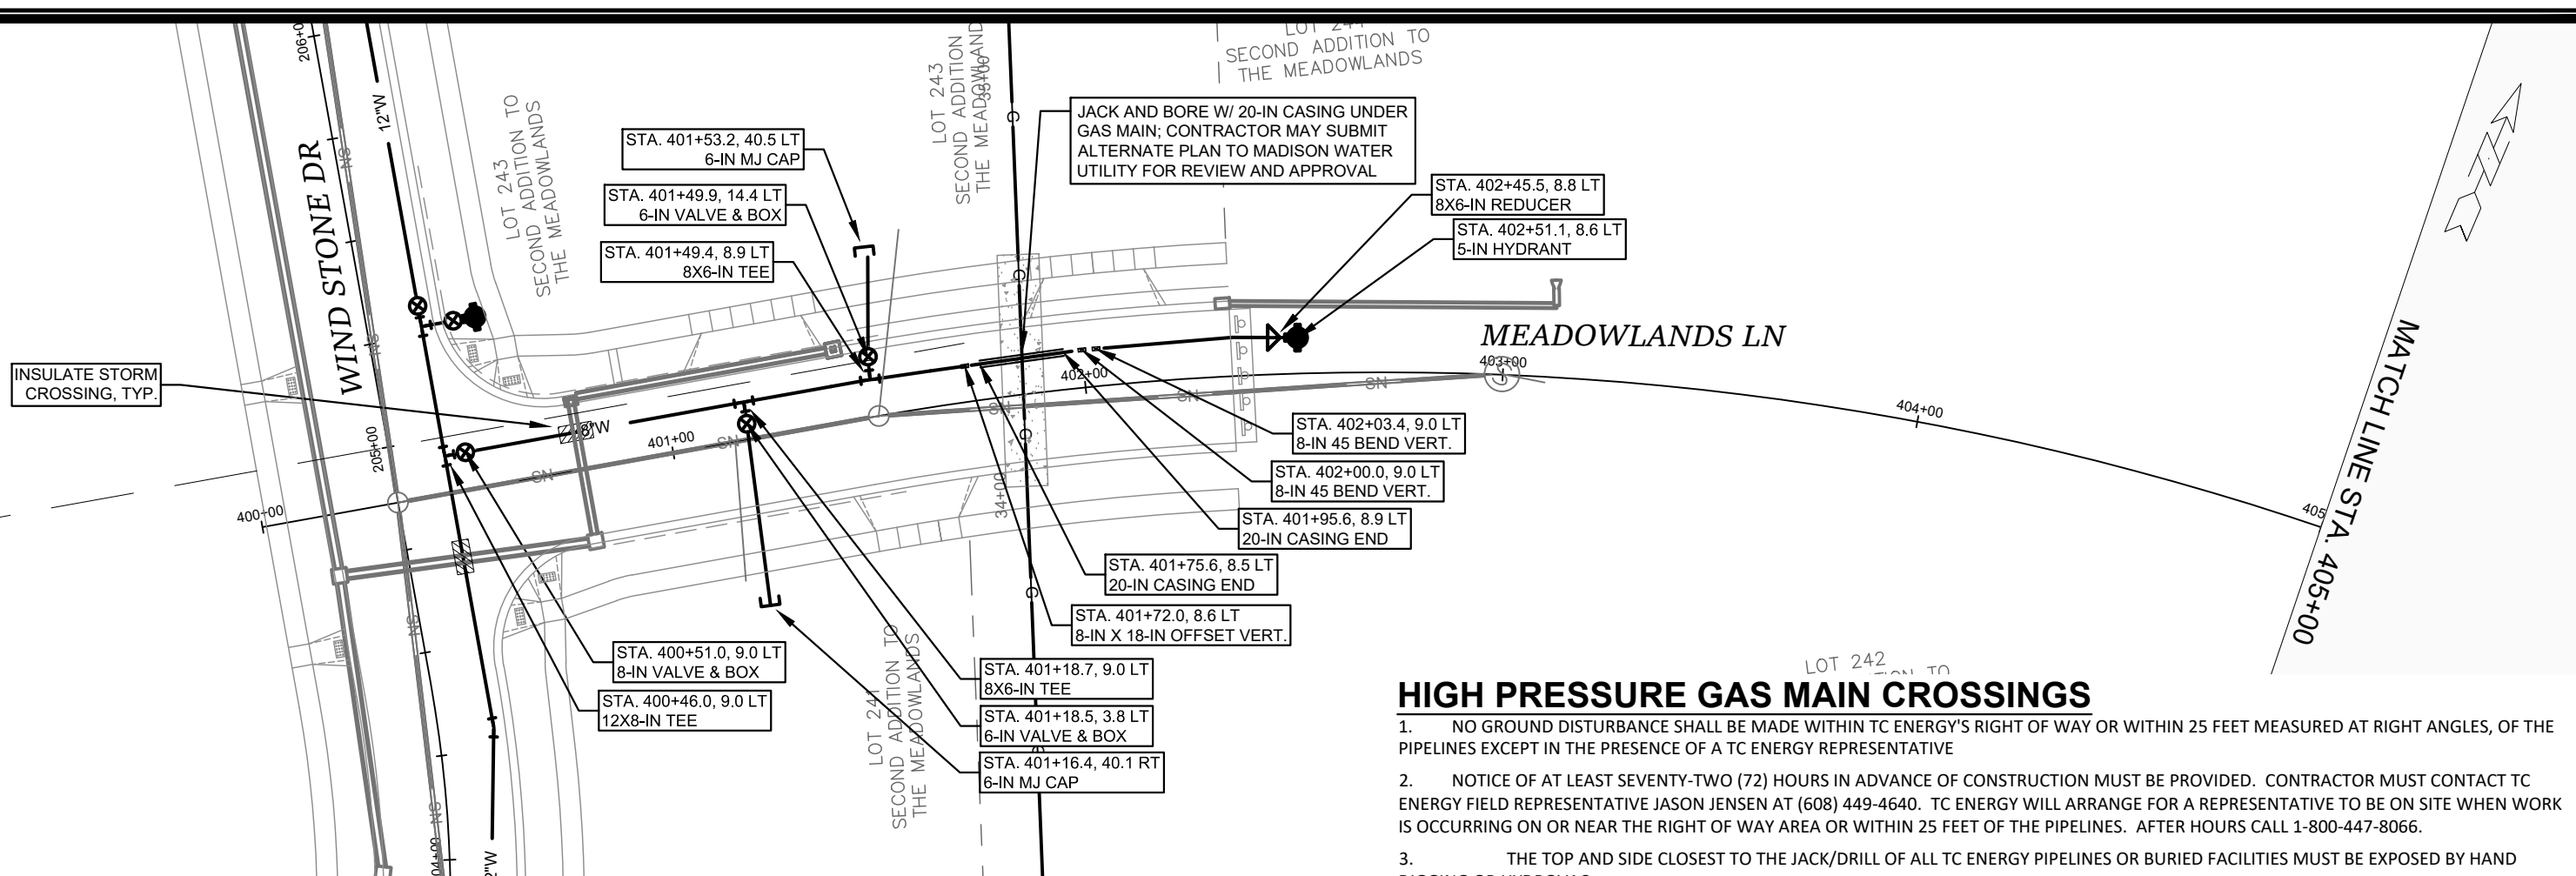 206+0
12"W
WIND STONE DR
NS
LOT 243
SECOND ADDITION TO
THE MEADOWLANDS
STA. 401+53.2, 40.5 LT
6-IN MJ CAP
STA. 401+49.9, 14.4 LT
6-IN VALVE & BOX
STA. 401+49.4, 8.9 LT
8X6-IN TEE
LOT 243
SECOND ADDITION
THE MEADOWLAND
35+00
G
JACK AND BORE W/ 20-IN CASING UNDER
GAS MAIN; CONTRACTOR MAY SUBMIT
ALTERNATE PLAN TO MADISON WATER
UTILITY FOR REVIEW AND APPROVAL
SECOND ADDITION TO
THE MEADOWLANDS
STA. 402+45.5, 8.8 LT
8X6-IN REDUCER
STA. 402+51.1, 8.6 LT
5-IN HYDRANT
MEADOWLANDS LN
403+00
404+00
405
MATCH LINE STA. 405+00
INSULATE STORM
CROSSING, TYP.
NS
205+00
400+00
8"W
SN
401+00
SN
G
402+00
SN
SN
SN
G
34+00
G
STA. 402+03.4, 9.0 LT
8-IN 45 BEND VERT.
STA. 402+00.0, 9.0 LT
8-IN 45 BEND VERT.
STA. 401+95.6, 8.9 LT
20-IN CASING END
STA. 401+75.6, 8.5 LT
20-IN CASING END
STA. 401+72.0, 8.6 LT
8-IN X 18-IN OFFSET VERT.
STA. 400+51.0, 9.0 LT
8-IN VALVE & BOX
STA. 400+46.0, 9.0 LT
12X8-IN TEE
STA. 401+18.7, 9.0 LT
8X6-IN TEE
STA. 401+18.5, 3.8 LT
6-IN VALVE & BOX
STA. 401+16.4, 40.1 RT
6-IN MJ CAP
LOT 241
SECOND ADDITION TO
THE MEADOWLANDS
NS
NS
04+00
"W
LOT 242
HIGH PRESSURE GAS MAIN CROSSINGS
1. NO GROUND DISTURBANCE SHALL BE MADE WITHIN TC ENERGY'S RIGHT OF WAY OR WITHIN 25 FEET MEASURED AT RIGHT ANGLES, OF THE
PIPELINES EXCEPT IN THE PRESENCE OF A TC ENERGY REPRESENTATIVE
2. NOTICE OF AT LEAST SEVENTY-TWO (72) HOURS IN ADVANCE OF CONSTRUCTION MUST BE PROVIDED. CONTRACTOR MUST CONTACT TC
ENERGY FIELD REPRESENTATIVE JASON JENSEN AT (608) 449-4640. TC ENERGY WILL ARRANGE FOR A REPRESENTATIVE TO BE ON SITE WHEN WORK
IS OCCURRING ON OR NEAR THE RIGHT OF WAY AREA OR WITHIN 25 FEET OF THE PIPELINES. AFTER HOURS CALL 1-800-447-8066.
3. THE TOP AND SIDE CLOSEST TO THE JACK/DRILL OF ALL TC ENERGY PIPELINES OR BURIED FACILITIES MUST BE EXPOSED BY HAND